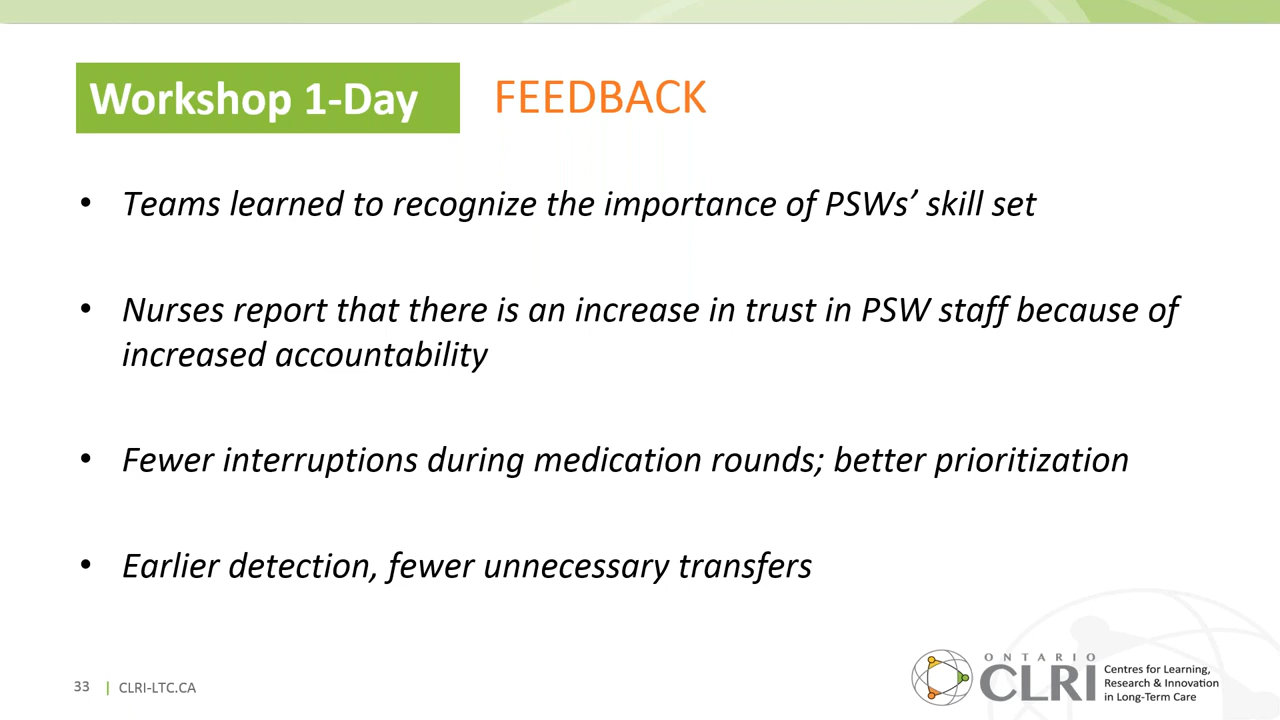 Workshop 1-Day FEEDBACK
• Teams learned to recognize the importance of PSWs’ skill set
• Nurses report that there is an increase in trust in PSW staff because of
increased accountability
• Fewer interruptions during medication rounds; better prioritization
• Earlier detection, fewer unnecessary transfers
33 | CLRI-LTC.CA
ONTARIO
CLRI
Centres for Learning,
Research & Innovation
in Long-Term Care